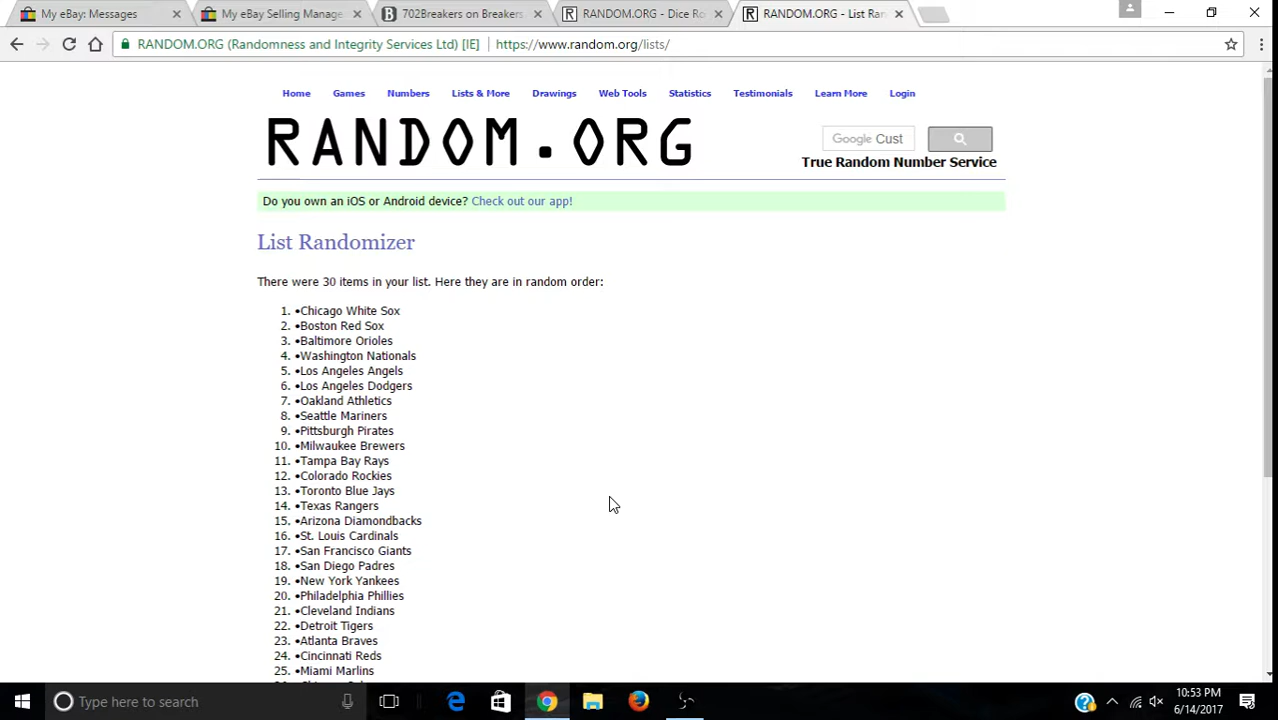 My eBay: Messages
My eBay Selling Manage
702Breakers on Breakers
RANDOM.ORG - Dice Ro
RANDOM.ORG - List Ran
RANDOM.ORG (Randomness and Integrity Services Ltd) [IE] https://www.random.org/lists/
Home Games Numbers Lists & More Drawings Web Tools Statistics Testimonials Learn More Login
RANDOM.ORG
Google Cust
True Random Number Service
Do you own an iOS or Android device? Check out our app!
List Randomizer
There were 30 items in your list. Here they are in random order:
1. •Chicago White Sox
2. •Boston Red Sox
3. •Baltimore Orioles
4. •Washington Nationals
5. •Los Angeles Angels
6. •Los Angeles Dodgers
7. •Oakland Athletics
8. •Seattle Mariners
9. •Pittsburgh Pirates
10. •Milwaukee Brewers
11. •Tampa Bay Rays
12. •Colorado Rockies
13. •Toronto Blue Jays
14. •Texas Rangers
15. •Arizona Diamondbacks
16. •St. Louis Cardinals
17. •San Francisco Giants
18. •San Diego Padres
19. •New York Yankees
20. •Philadelphia Phillies
21. •Cleveland Indians
22. •Detroit Tigers
23. •Atlanta Braves
24. •Cincinnati Reds
25. •Miami Marlins
Type here to search
10:53 PM
6/14/2017